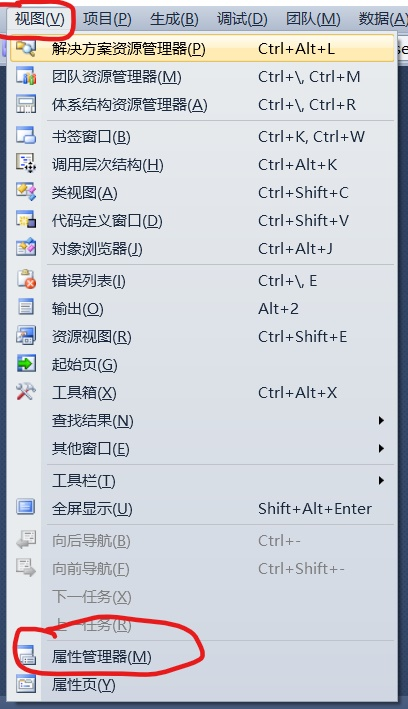 视图(V) 项目(P) 生成(B) 调试(D) 团队(M) 数据(A)
解决方案资源管理器(P) Ctrl+Alt+L
团队资源管理器(M) Ctrl+\, Ctrl+M
体系结构资源管理器(A) Ctrl+\, Ctrl+R
书签窗口(B) Ctrl+K, Ctrl+W
调用层次结构(H) Ctrl+Alt+K
类视图(A) Ctrl+Shift+C
代码定义窗口(D) Ctrl+Shift+V
对象浏览器(J) Ctrl+Alt+J
错误列表(I) Ctrl+\, E
输出(O) Alt+2
资源视图(R) Ctrl+Shift+E
起始页(G)
工具箱(X) Ctrl+Alt+X
查找结果(N)
其他窗口(E)
工具栏(T)
全屏显示(U) Shift+Alt+Enter
向后导航(B) Ctrl+-
向前导航(F) Ctrl+Shift+-
下一任务(X)
上一任务(R)
属性管理器(M)
属性页(Y)